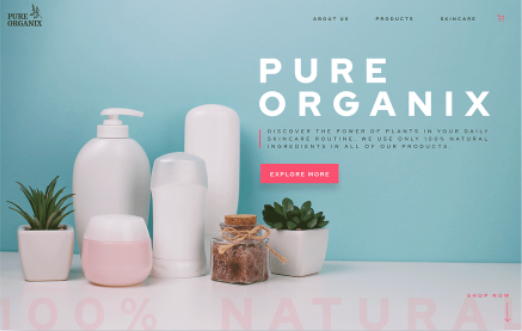 PURE
ORGANIX
ABOUT US
PRODUCTS
SKINCARE
PURE
ORGANIX
DISCOVER THE POWER OF PLANTS IN YOUR DAILY
SKINCARE ROUTINE. WE USE ONLY 100% NATURAL
INGREDIENTS IN ALL OF OUR PRODUCTS.
EXPLORE MORE
SHOP NOW
100% NATURA